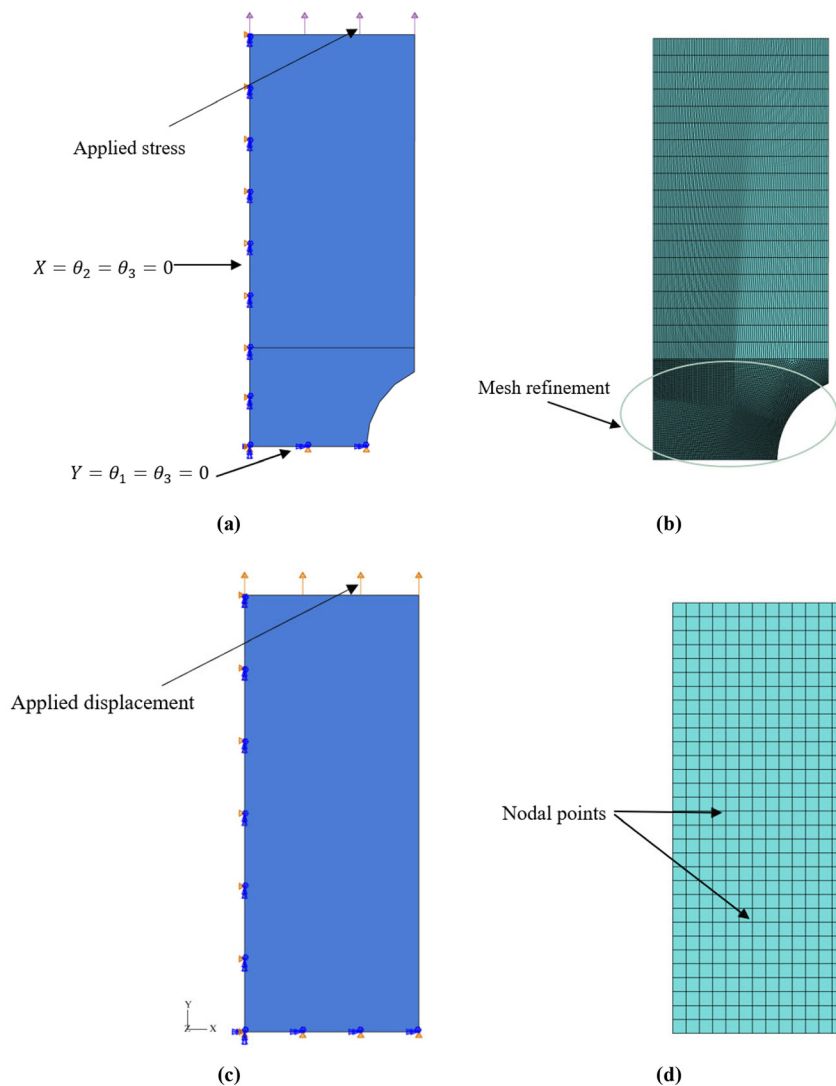 Applied stress
X = θ₂ = θ₃ = 0
Y = θ₁ = θ₃ = 0
(a)
Mesh refinement
(b)
Applied displacement
Y
Z X
(c)
Nodal points
(d)